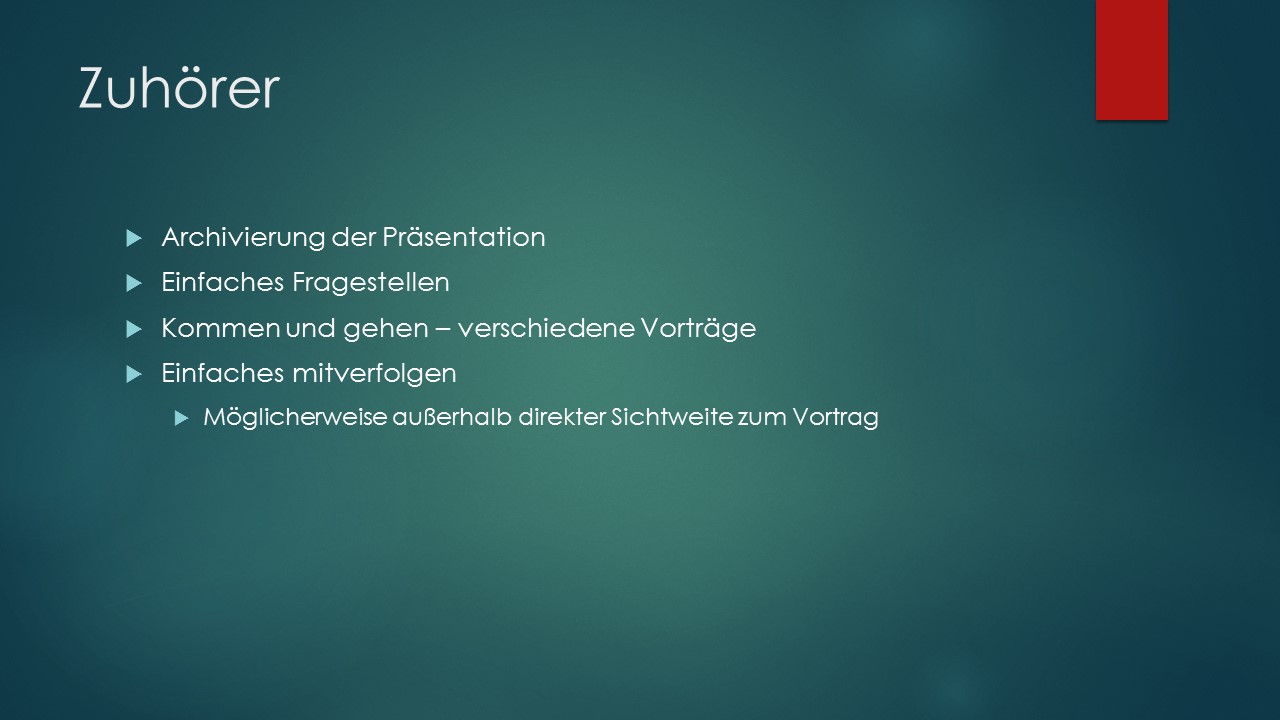 Zuhörer
Archivierung der Präsentation
Einfaches Fragestellen
Kommen und gehen – verschiedene Vorträge
Einfaches mitverfolgen
Möglicherweise außerhalb direkter Sichtweite zum Vortrag